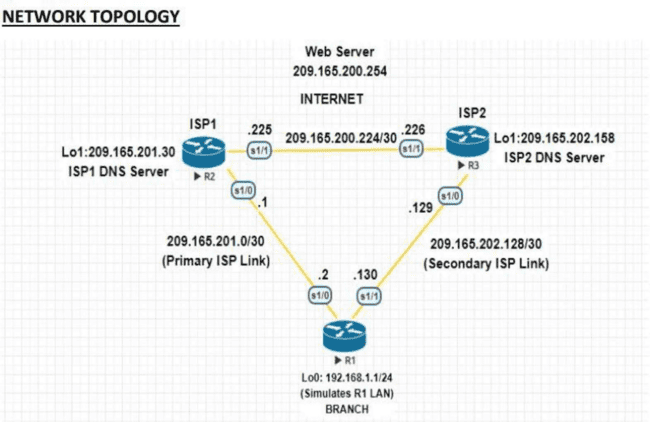 NETWORK TOPOLOGY
Web Server
209.165.200.254
INTERNET
ISP1
ISP2
.225
209.165.200.224/30
.226
s1/1
s1/1
Lo1:209.165.201.30
ISP1 DNS Server
R2
Lo1:209.165.202.158
ISP2 DNS Server
R3
s1/0
.1
s1/0
.129
209.165.201.0/30
(Primary ISP Link)
209.165.202.128/30
(Secondary ISP Link)
.2
.130
s1/0
s1/1
R1
Lo0: 192.168.1.1/24
(Simulates R1 LAN)
BRANCH